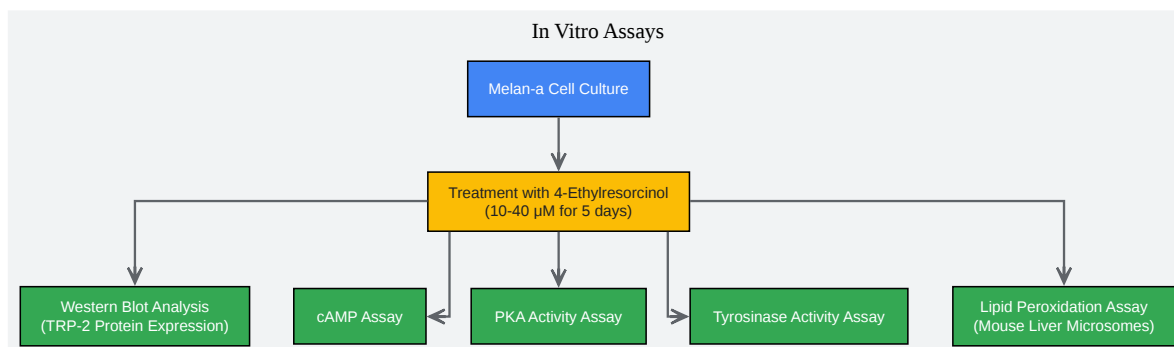 In Vitro Assays
Melan-a Cell Culture
Treatment with 4-Ethylresorcinol
(10-40 μM for 5 days)
Western Blot Analysis
(TRP-2 Protein Expression)
cAMP Assay
PKA Activity Assay
Tyrosinase Activity Assay
Lipid Peroxidation Assay
(Mouse Liver Microsomes)